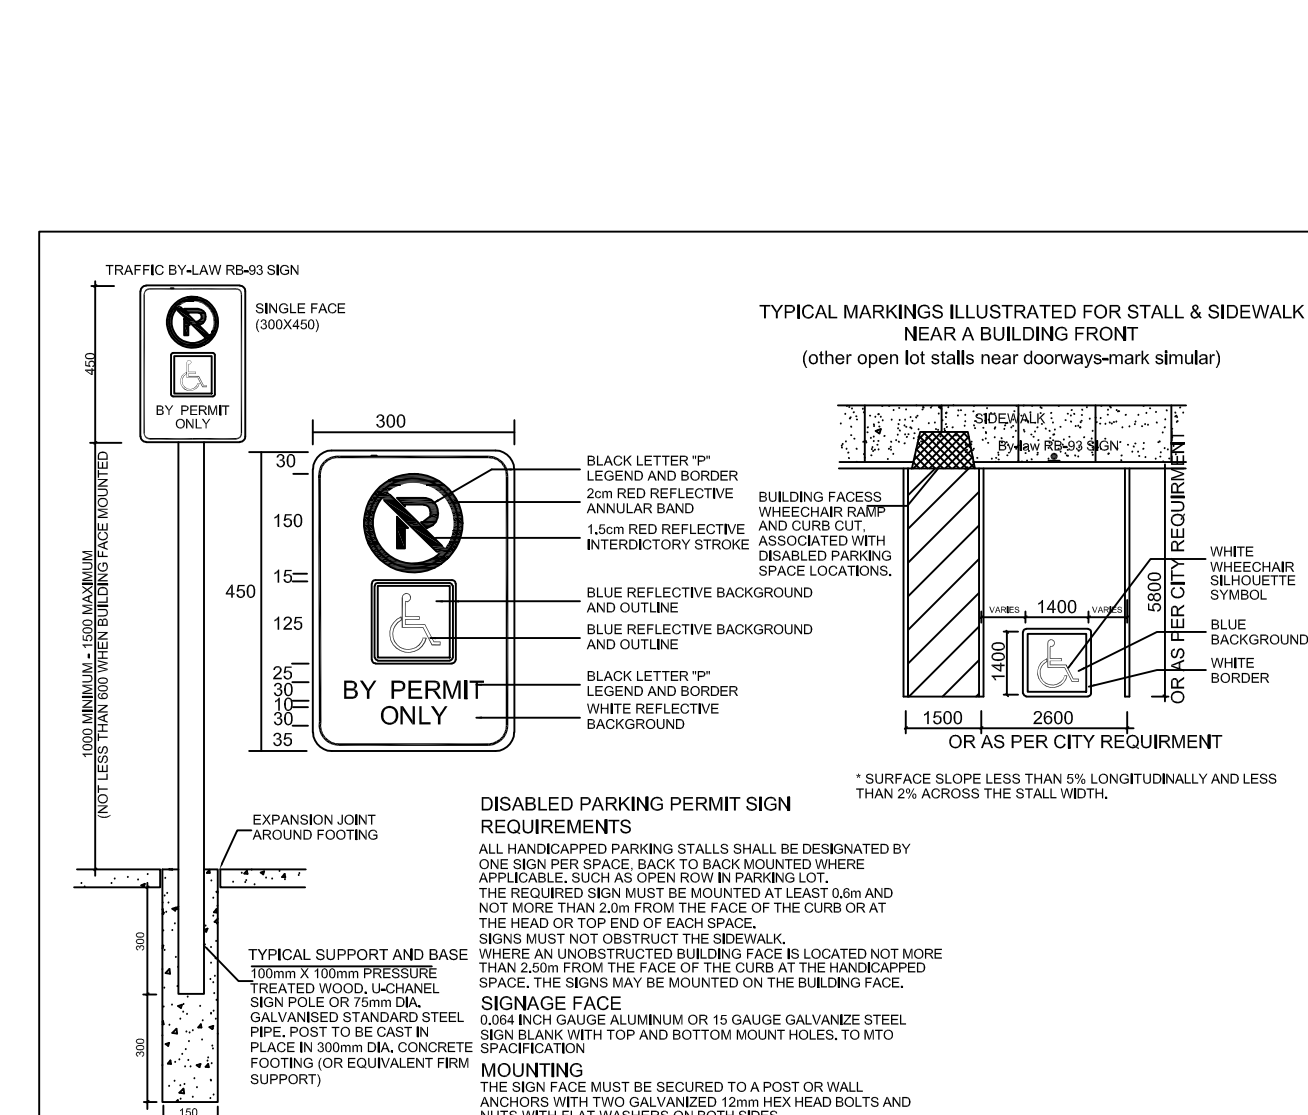 TRAFFIC BY-LAW RB-93 SIGN
SINGLE FACE
(300X450)
P
BY PERMIT
ONLY
450
1000 MINIMUM - 1500 MAXIMUM
(NOT LESS THAN 600 WHEN BUILDING FACE MOUNTED
EXPANSION JOINT
AROUND FOOTING
300
300
150
TYPICAL SUPPORT AND BASE
100mm X 100mm PRESSURE
TREATED WOOD. U-CHANEL
SIGN POLE OR 75mm DIA.
GALVANISED STANDARD STEEL
PIPE. POST TO BE CAST IN
PLACE IN 300mm DIA. CONCRETE
FOOTING (OR EQUIVALENT FIRM
SUPPORT)
300
450
30
150
15
125
25
30
10
30
35
P
BY PERMIT
ONLY
BLACK LETTER "P"
LEGEND AND BORDER
2cm RED REFLECTIVE
ANNULAR BAND
1.5cm RED REFLECTIVE
INTERDICTORY STROKE
BLUE REFLECTIVE BACKGROUND
AND OUTLINE
BLUE REFLECTIVE BACKGROUND
AND OUTLINE
BLACK LETTER "P"
LEGEND AND BORDER
WHITE REFLECTIVE
BACKGROUND
TYPICAL MARKINGS ILLUSTRATED FOR STALL & SIDEWALK
NEAR A BUILDING FRONT
(other open lot stalls near doorways-mark simular)
SIDEWALK
By-law RB-93 SIGN
BUILDING FACESS
WHEECHAIR RAMP
AND CURB CUT,
ASSOCIATED WITH
DISABLED PARKING
SPACE LOCATIONS.
VARIES
1400
VARIES
1400
5800
OR AS PER CITY REQUIRMENT
WHITE
WHEECHAIR
SILHOUETTE
SYMBOL
BLUE
BACKGROUND
WHITE
BORDER
1500
2600
OR AS PER CITY REQUIRMENT
* SURFACE SLOPE LESS THAN 5% LONGITUDINALLY AND LESS
THAN 2% ACROSS THE STALL WIDTH.
DISABLED PARKING PERMIT SIGN
REQUIREMENTS
ALL HANDICAPPED PARKING STALLS SHALL BE DESIGNATED BY
ONE SIGN PER SPACE, BACK TO BACK MOUNTED WHERE
APPLICABLE. SUCH AS OPEN ROW IN PARKING LOT.
THE REQUIRED SIGN MUST BE MOUNTED AT LEAST 0.6m AND
NOT MORE THAN 2.0m FROM THE FACE OF THE CURB OR AT
THE HEAD OR TOP END OF EACH SPACE.
SIGNS MUST NOT OBSTRUCT THE SIDEWALK.
WHERE AN UNOBSTRUCTED BUILDING FACE IS LOCATED NOT MORE
THAN 2.50m FROM THE FACE OF THE CURB AT THE HANDICAPPED
SPACE. THE SIGNS MAY BE MOUNTED ON THE BUILDING FACE.
SIGNAGE FACE
0.064 INCH GAUGE ALUMINUM OR 15 GAUGE GALVANIZE STEEL
SIGN BLANK WITH TOP AND BOTTOM MOUNT HOLES. TO MTO
SPACIFICATION
MOUNTING
THE SIGN FACE MUST BE SECURED TO A POST OR WALL
ANCHORS WITH TWO GALVANIZED 12mm HEX HEAD BOLTS AND
NUTS WITH FLAT WASHERS ON BOTH SIDES